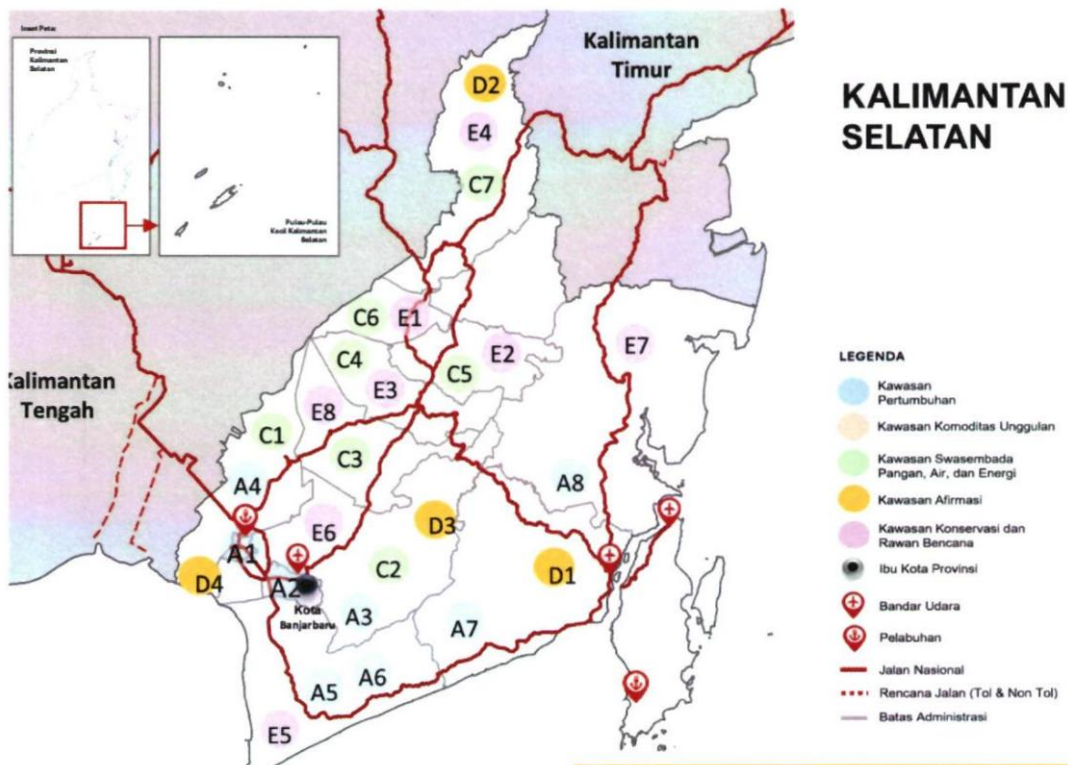 Inset Peta:
Provinsi
Kalimantan
Selatan
Pulau-Pulau
Kecil Kalimantan
Selatan
Kalimantan
Timur
KALIMANTAN
SELATAN
D2
E4
C7
C6
E1
C4
E2
E7
C5
E3
Kalimantan
Tengah
E8
C1
C3
A4
A8
E6
D3
A1
D4
A2
C2
D1
Kota
Banjarbaru
A3
A7
A5
A6
E5
LEGENDA
Kawasan
Pertumbuhan
Kawasan Komoditas Unggulan
Kawasan Swasembada
Pangan, Air, dan Energi
Kawasan Afirmasi
Kawasan Konservasi dan
Rawan Bencana
Ibu Kota Provinsi
Bandar Udara
Pelabuhan
Jalan Nasional
Rencana Jalan (Tol & Non Tol)
Batas Administrasi